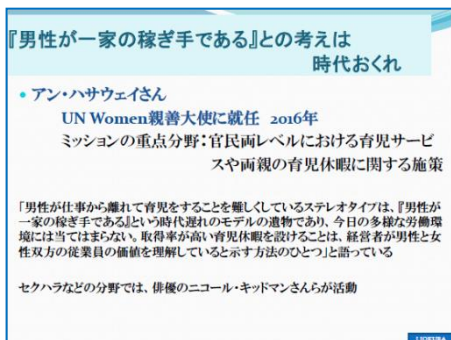 『男性が一家の稼ぎ手である』との考えは
時代おくれ
• アン・ハサウェイさん
UN Women親善大使に就任 2016年
ミッションの重点分野:官民両レベルにおける育児サービ
スや両親の育児休暇に関する施策
「男性が仕事から離れて育児をすることを難しくしているステレオタイプは、『男性が
一家の稼ぎ手である』という時代遅れのモデルの遺物であり、今日の多様な労働環
境には当てはまらない。取得率が高い育児休暇を設けることは、経営者が男性と女
性双方の従業員の価値を理解していると示す方法のひとつ」と語っている
セクハラなどの分野では、俳優のニコール・キッドマンさんらが活動